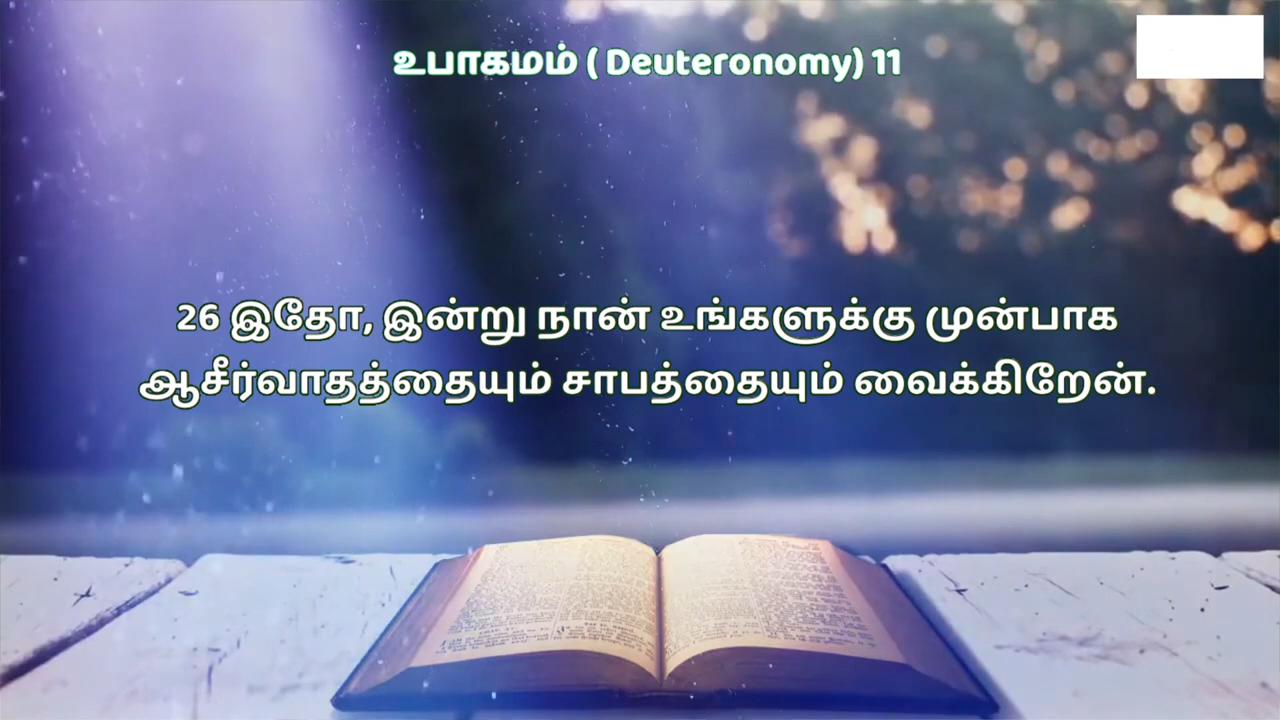 உபாகமம் ( Deuteronomy) 11
26 இதோ, இன்று நான் உங்களுக்கு முன்பாக
ஆசீர்வாதத்தையும் சாபத்தையும் வைக்கிறேன்.